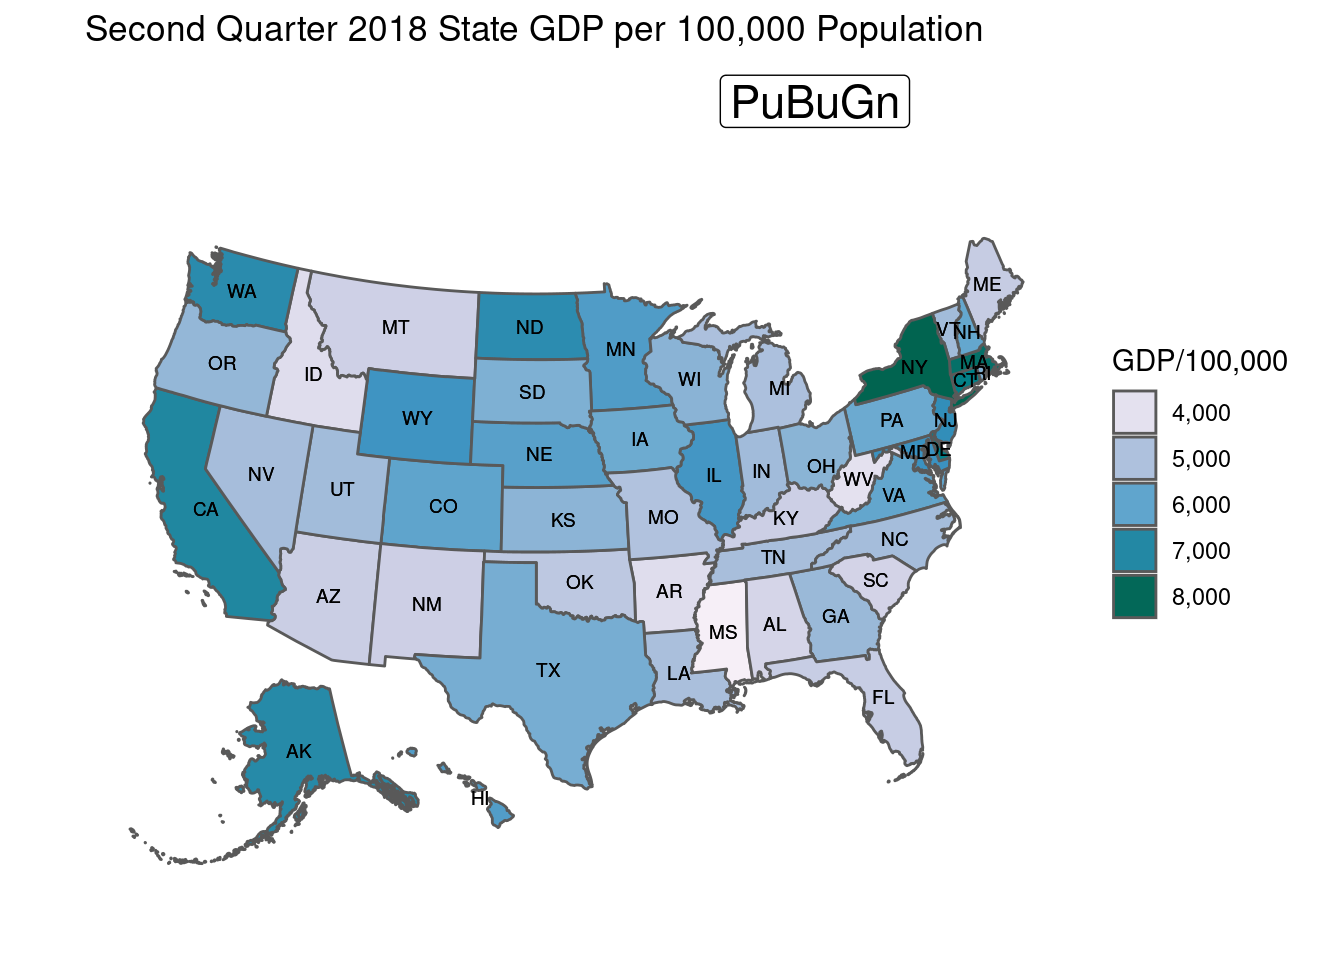 Second Quarter 2018 State GDP per 100,000 Population
PuBuGn
ME
WA
MT
ND
VT
NH
MN
OR
ID
WI
MI
NY
MA
RI
CT
SD
WY
IA
PA
NJ
NE
OH
MD
DE
NV
UT
IL
IN
WV
VA
CA
CO
KS
MO
KY
NC
TN
AZ
NM
OK
AR
SC
MS
AL
GA
TX
LA
FL
AK
HI
GDP/100,000
4,000
5,000
6,000
7,000
8,000